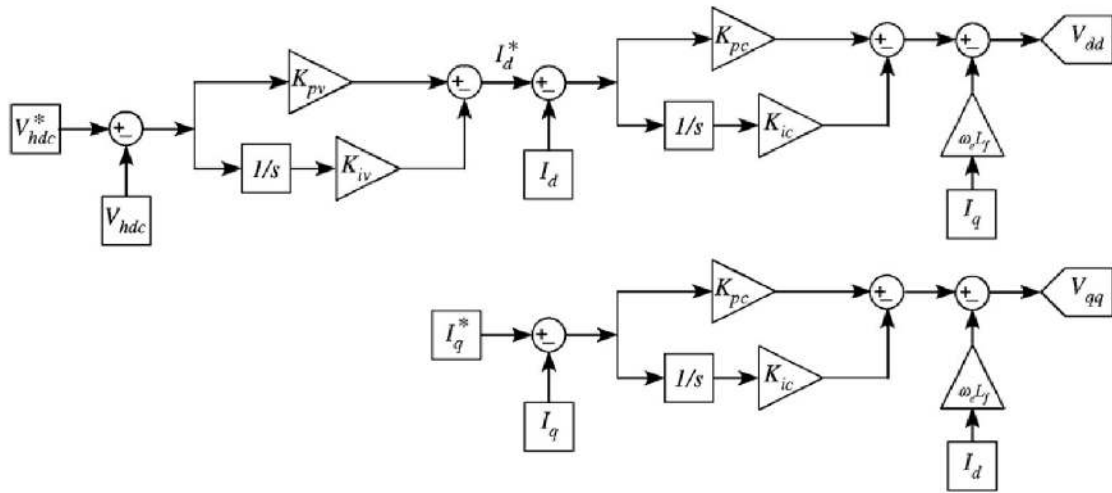 V*hdc
+
−
Vhdc
Kpv
1/s
Kiv
+
−
I*d
+
−
Id
Kpc
1/s
Kic
+
−
+
−
ωeLf
Iq
Vdd
I*q
+
−
Iq
Kpc
1/s
Kic
+
−
+
−
ωeLf
Id
Vqq